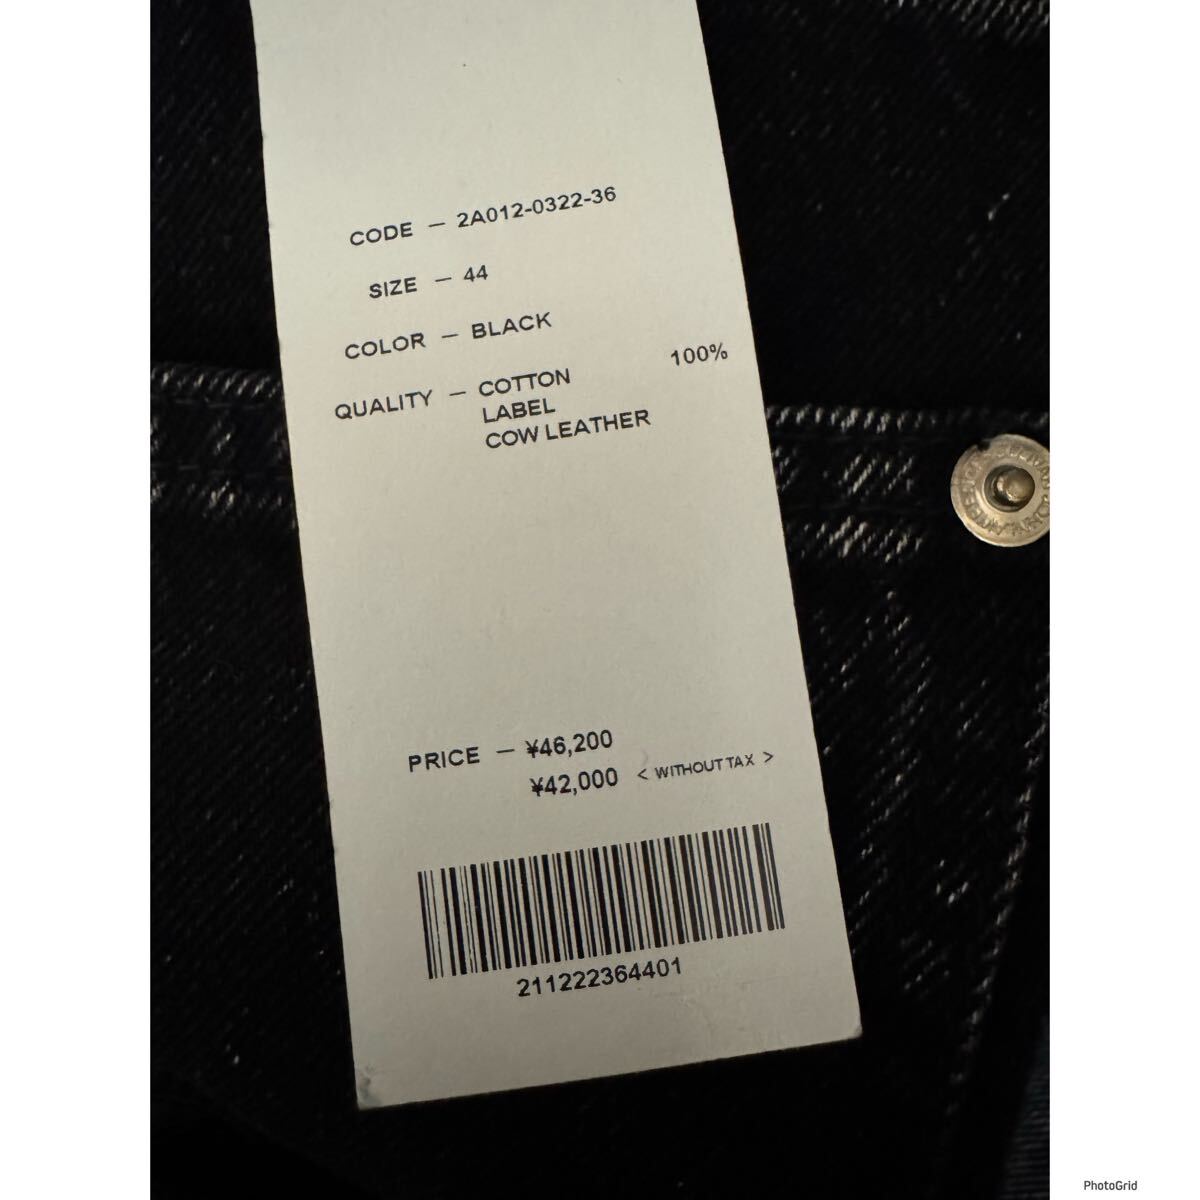 CODE — 2A012-0322-36
SIZE — 44
COLOR — BLACK
QUALITY — COTTON 100%
LABEL
COW LEATHER
PRICE — ¥46,200
¥42,000 < WITHOUT TAX >
211222364401
PhotoGrid